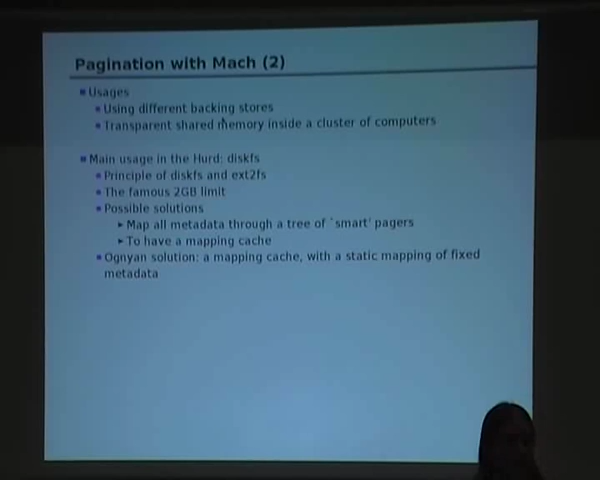 Pagination with Mach (2)
Usages
Using different backing stores
Transparent shared memory inside a cluster of computers
Main usage in the Hurd: diskfs
Principle of diskfs and ext2fs
The famous 2GB limit
Possible solutions
Map all metadata through a tree of `smart' pagers
To have a mapping cache
Ognyan solution: a mapping cache, with a static mapping of fixed
metadata